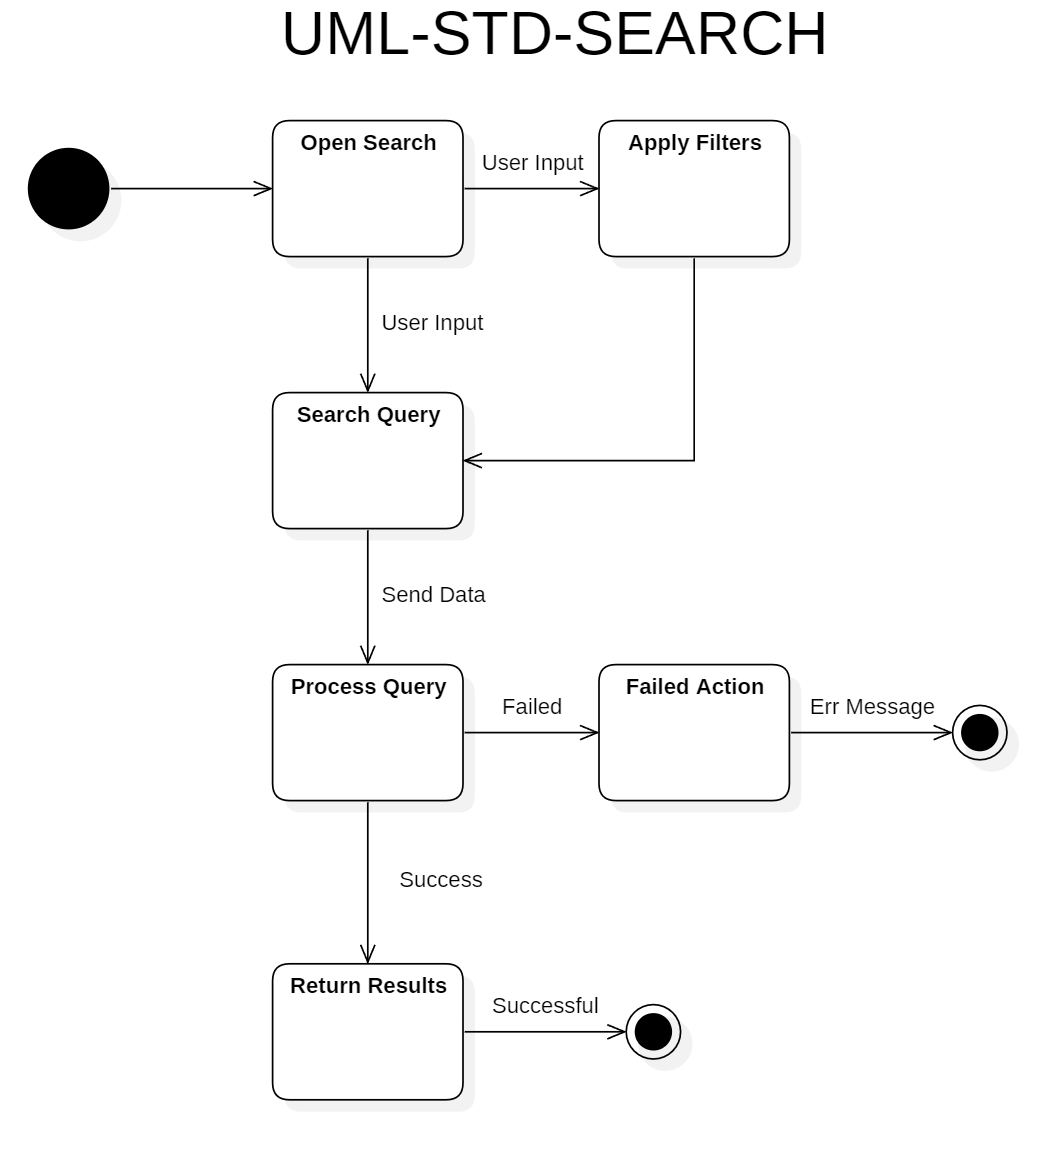 UML-STD-SEARCH
Open Search
User Input
Apply Filters
User Input
Search Query
Send Data
Process Query
Failed
Failed Action
Err Message
Success
Return Results
Successful